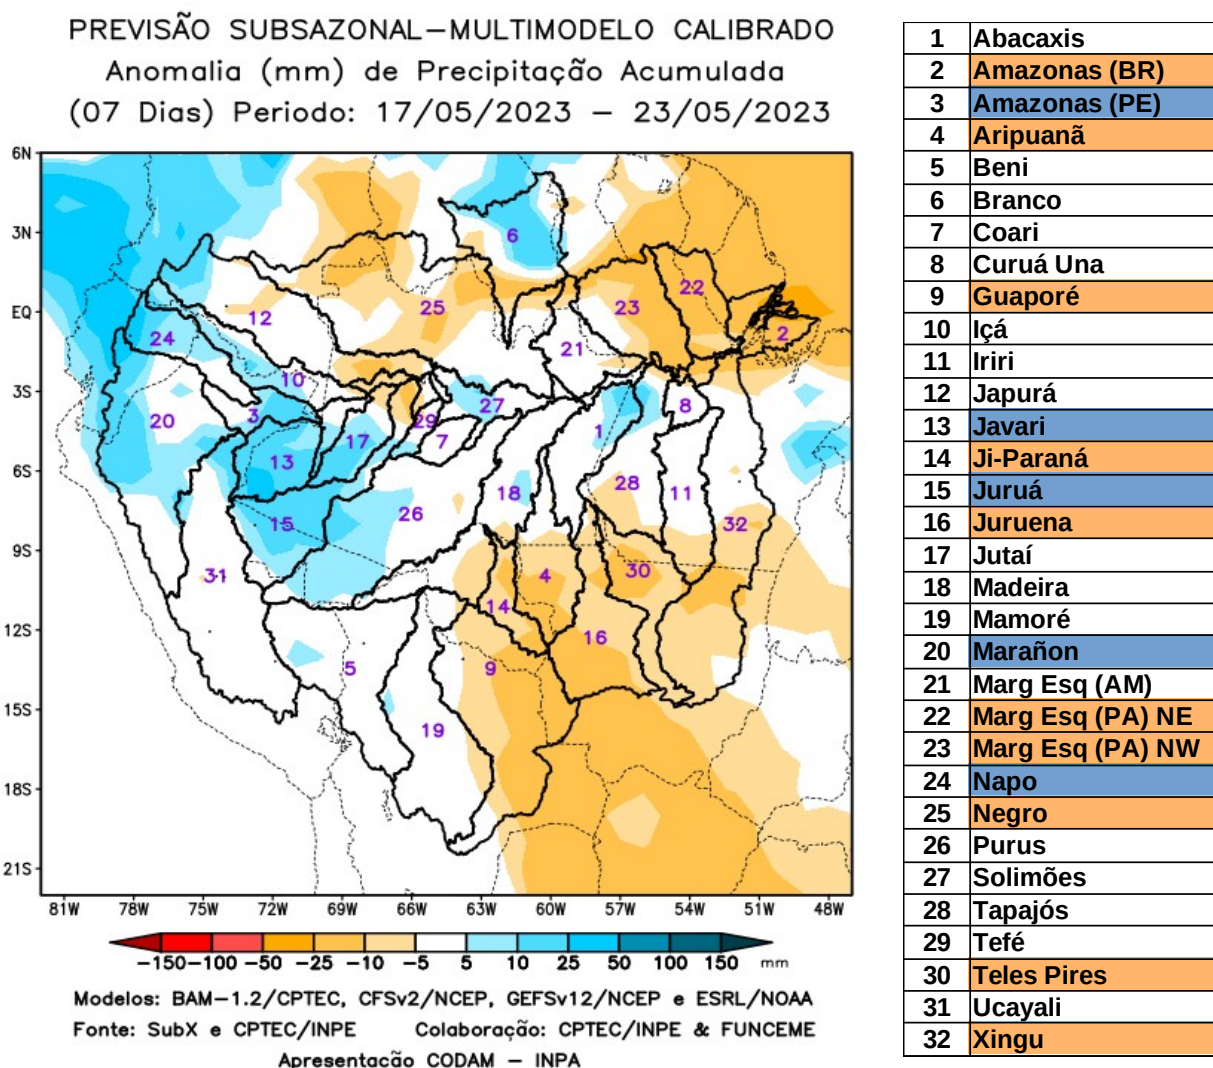 PREVISÃO SUBSAZONAL-MULTIMODELO CALIBRADO
Anomalia (mm) de Precipitação Acumulada
(07 Dias) Periodo: 17/05/2023 - 23/05/2023
6N
3N
EQ
3S
6S
9S
12S
15S
18S
21S
81W 78W 75W 72W 69W 66W 63W 60W 57W 54W 51W 48W
6
22
25
23
12
2
24
21
10
27
8
3
20
29
1
17
7
13
28
18
11
26
15
32
31
4
30
14
16
5
9
19
-150 -100 -50 -25 -10 -5 5 10 25 50 100 150 mm
Modelos: BAM-1.2/CPTEC, CFSv2/NCEP, GEFSv12/NCEP e ESRL/NOAA
Fonte: SubX e CPTEC/INPE Colaboração: CPTEC/INPE & FUNCEME
Apresentação CODAM - INPA
1 Abacaxis
2 Amazonas (BR)
3 Amazonas (PE)
4 Aripuanã
5 Beni
6 Branco
7 Coari
8 Curuá Una
9 Guaporé
10 Içá
11 Iriri
12 Japurá
13 Javari
14 Ji-Paraná
15 Juruá
16 Juruena
17 Jutaí
18 Madeira
19 Mamoré
20 Marañon
21 Marg Esq (AM)
22 Marg Esq (PA) NE
23 Marg Esq (PA) NW
24 Napo
25 Negro
26 Purus
27 Solimões
28 Tapajós
29 Tefé
30 Teles Pires
31 Ucayali
32 Xingu